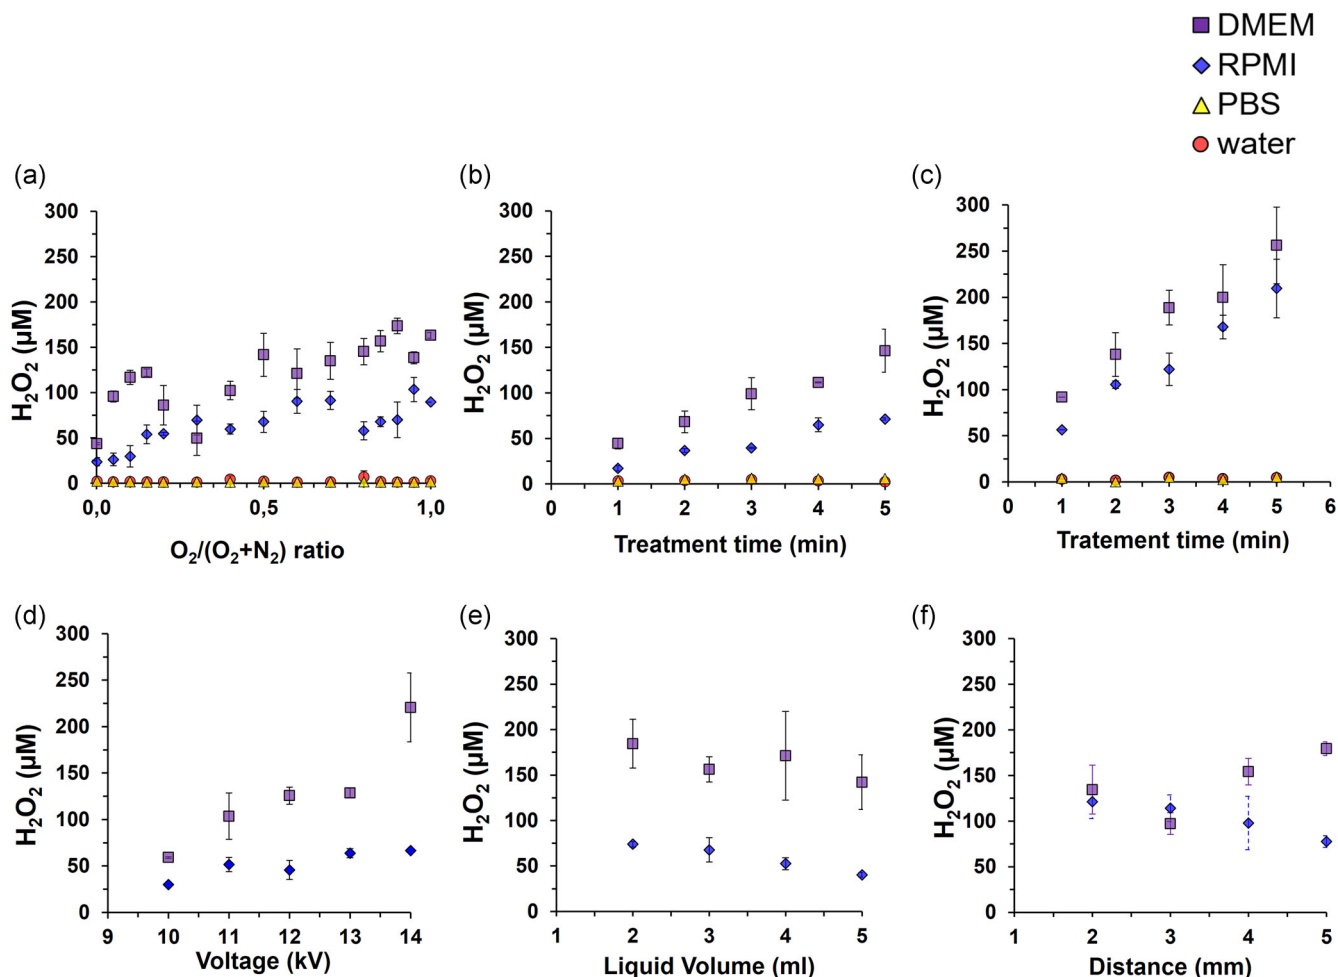 DMEM
RPMI
PBS
water
(a)
300
250
200
150
100
50
0
H₂O₂ (µM)
0,0 0,5 1,0
O₂/(O₂+N₂) ratio
(b)
300
250
200
150
100
50
0
H₂O₂ (µM)
0 1 2 3 4 5
Treatment time (min)
(c)
300
250
200
150
100
50
0
H₂O₂ (µM)
0 1 2 3 4 5 6
Tratement time (min)
(d)
300
250
200
150
100
50
0
H₂O₂ (µM)
9 10 11 12 13 14
Voltage (kV)
(e)
300
250
200
150
100
50
0
H₂O₂ (µM)
1 2 3 4 5
Liquid Volume (ml)
(f)
300
250
200
150
100
50
0
H₂O₂ (µM)
1 2 3 4 5
Distance (mm)